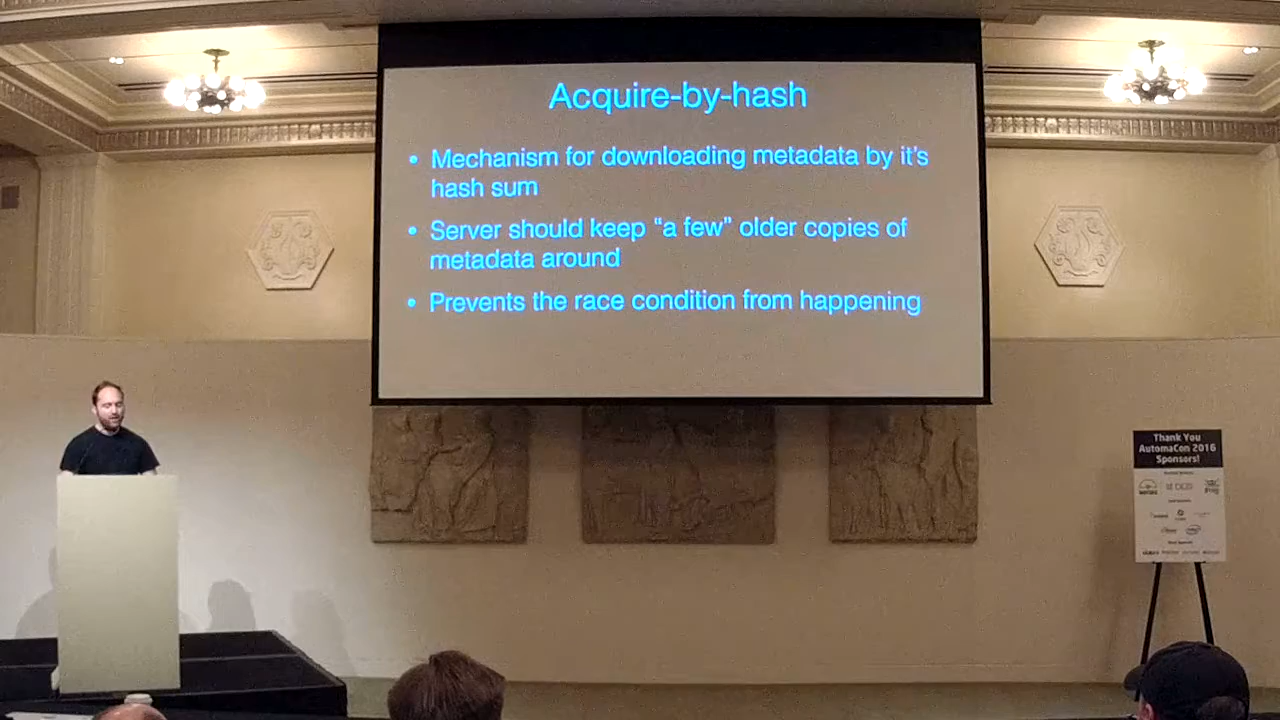 Acquire-by-hash
• Mechanism for downloading metadata by it's
hash sum
• Server should keep “a few” older copies of
metadata around
• Prevents the race condition from happening
Thank You
AutomaCon 2016
Sponsors!